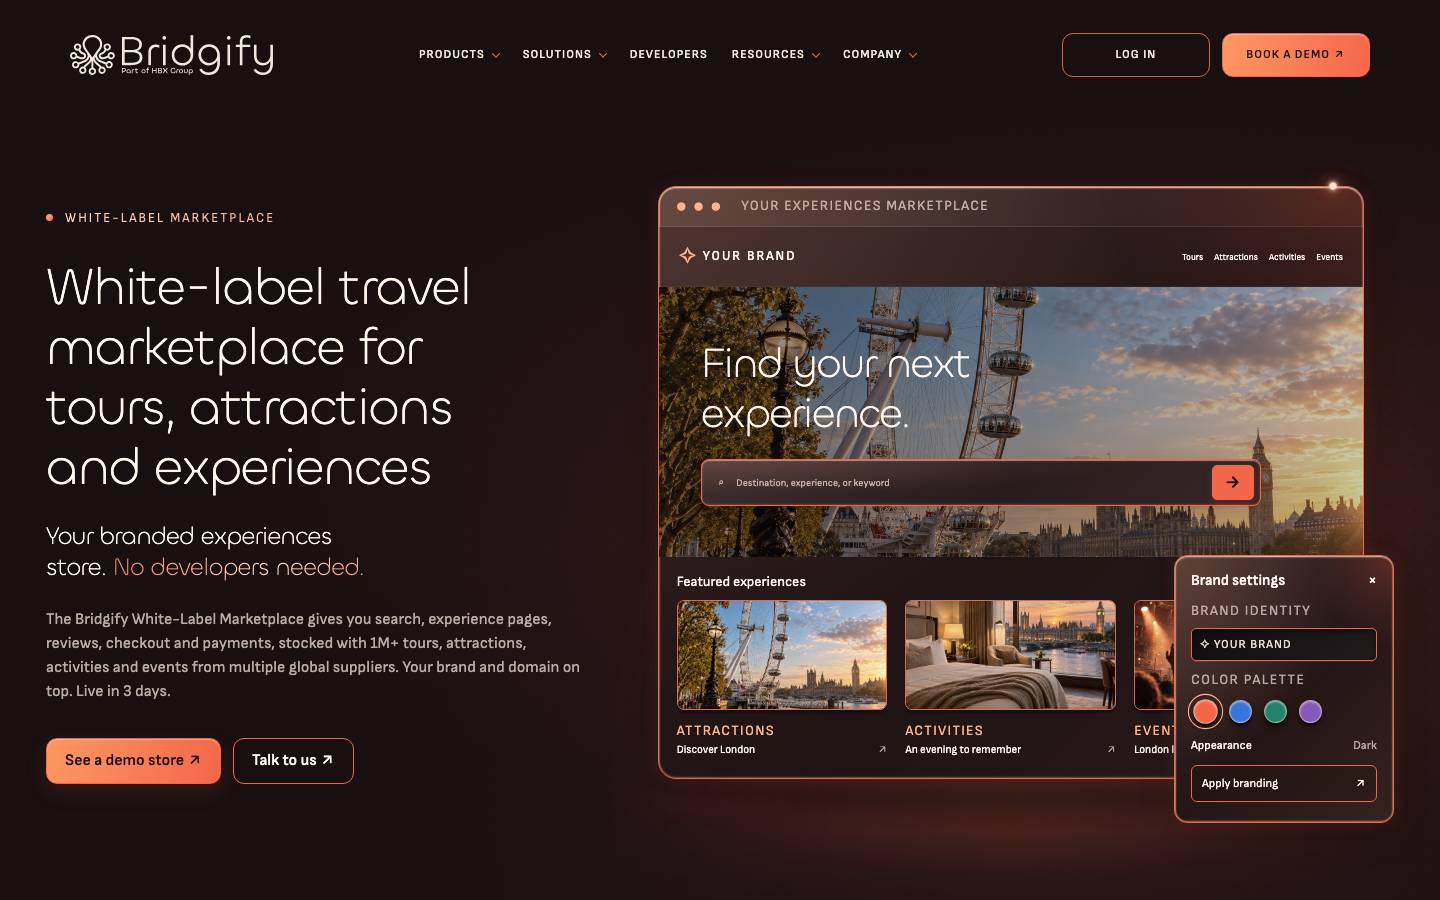 Bridgify
Part of HBX Group
PRODUCTS
SOLUTIONS
DEVELOPERS
RESOURCES
COMPANY
LOG IN
BOOK A DEMO ↗
WHITE-LABEL MARKETPLACE
White-label travel
marketplace for
tours, attractions
and experiences
Your branded experiences
store. No developers needed.
The Bridgify White-Label Marketplace gives you search, experience pages,
reviews, checkout and payments, stocked with 1M+ tours, attractions,
activities and events from multiple global suppliers. Your brand and domain on
top. Live in 3 days.
See a demo store ↗
Talk to us ↗
YOUR EXPERIENCES MARKETPLACE
YOUR BRAND
Tours
Attractions
Activities
Events
Find your next
experience.
Destination, experience, or keyword
Featured experiences
ATTRACTIONS
Discover London ↗
ACTIVITIES
An evening to remember ↗
EVENT
London
Brand settings ×
BRAND IDENTITY
✧ YOUR BRAND
COLOR PALETTE
Appearance Dark
Apply branding ↗